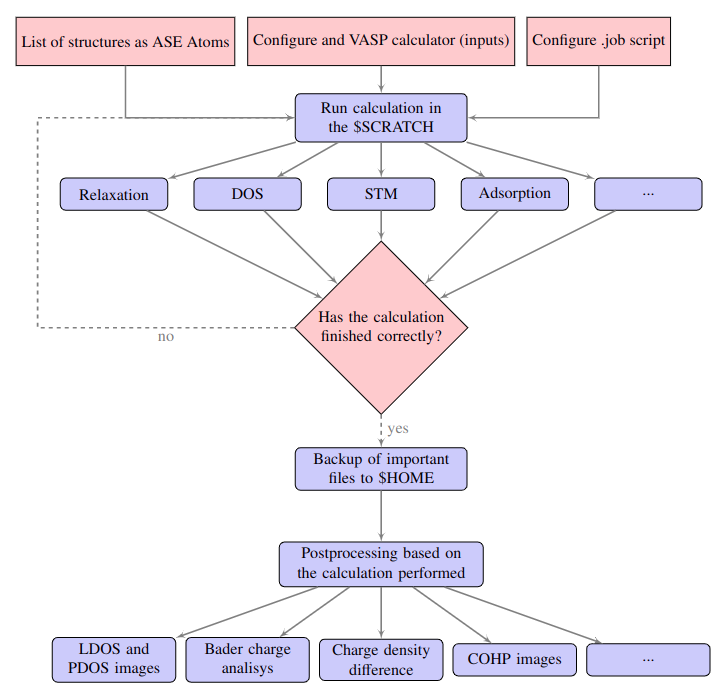 List of structures as ASE Atoms
Configure and VASP calculator (inputs)
Configure .job script
Run calculation in
the $SCRATCH
Relaxation
DOS
STM
Adsorption
...
Has the calculation
finished correctly?
no
yes
Backup of important
files to $HOME
Postprocessing based on
the calculation performed
LDOS and
PDOS images
Bader charge
analisys
Charge density
difference
COHP images
...